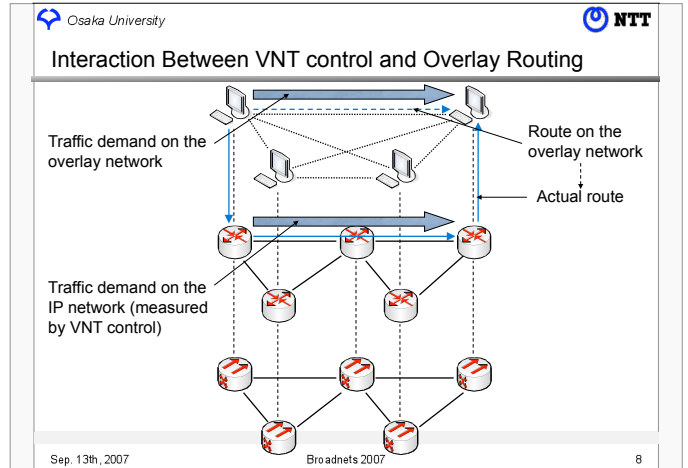 Osaka University
NTT
Interaction Between VNT control and Overlay Routing
Traffic demand on the
overlay network
Route on the
overlay network
Actual route
Traffic demand on the
IP network (measured
by VNT control)
Sep. 13th, 2007
Broadnets 2007
8